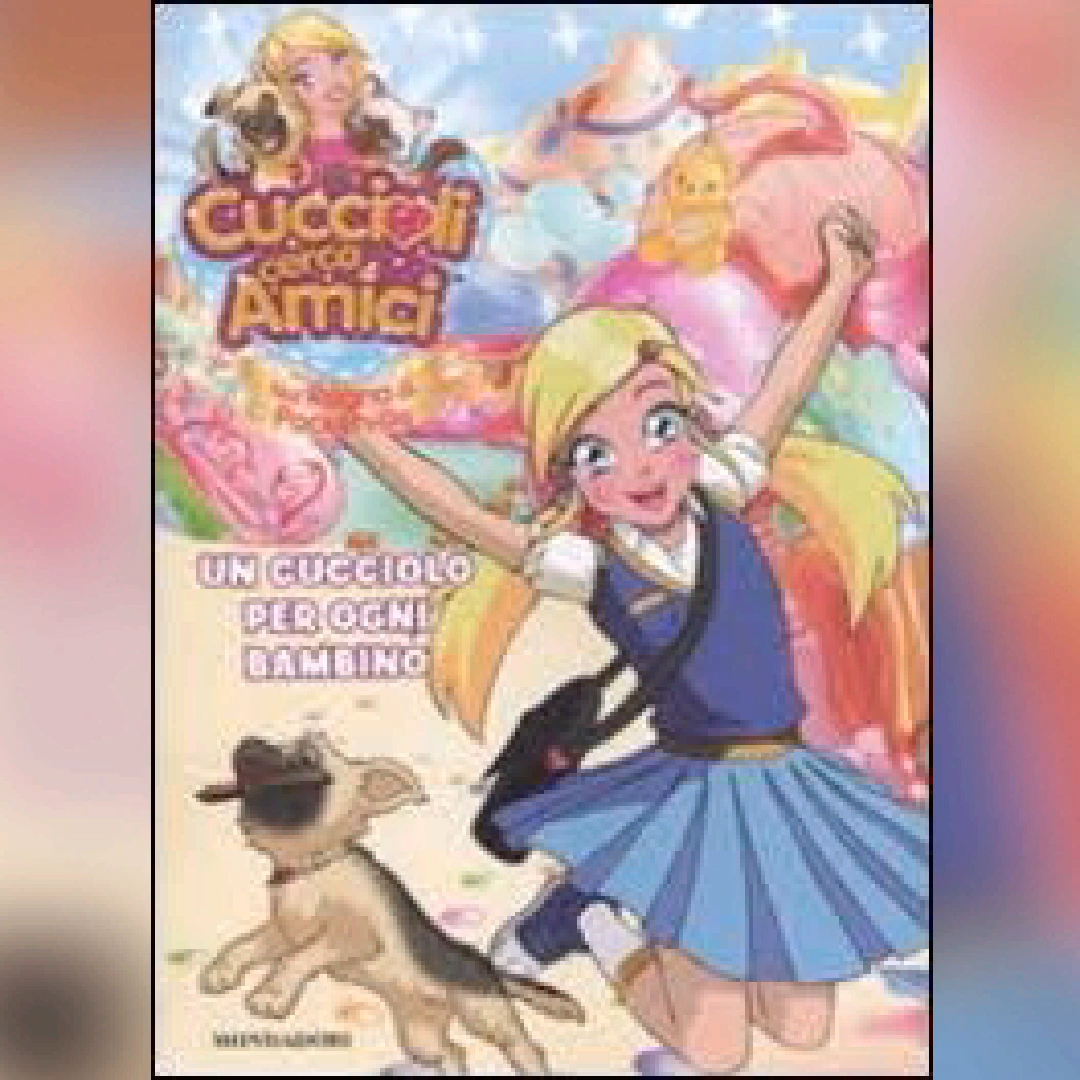 Cuccioli
cerca
Amici
UN CUCCIOLO
PER OGNI
BAMBINO
MONDADORI